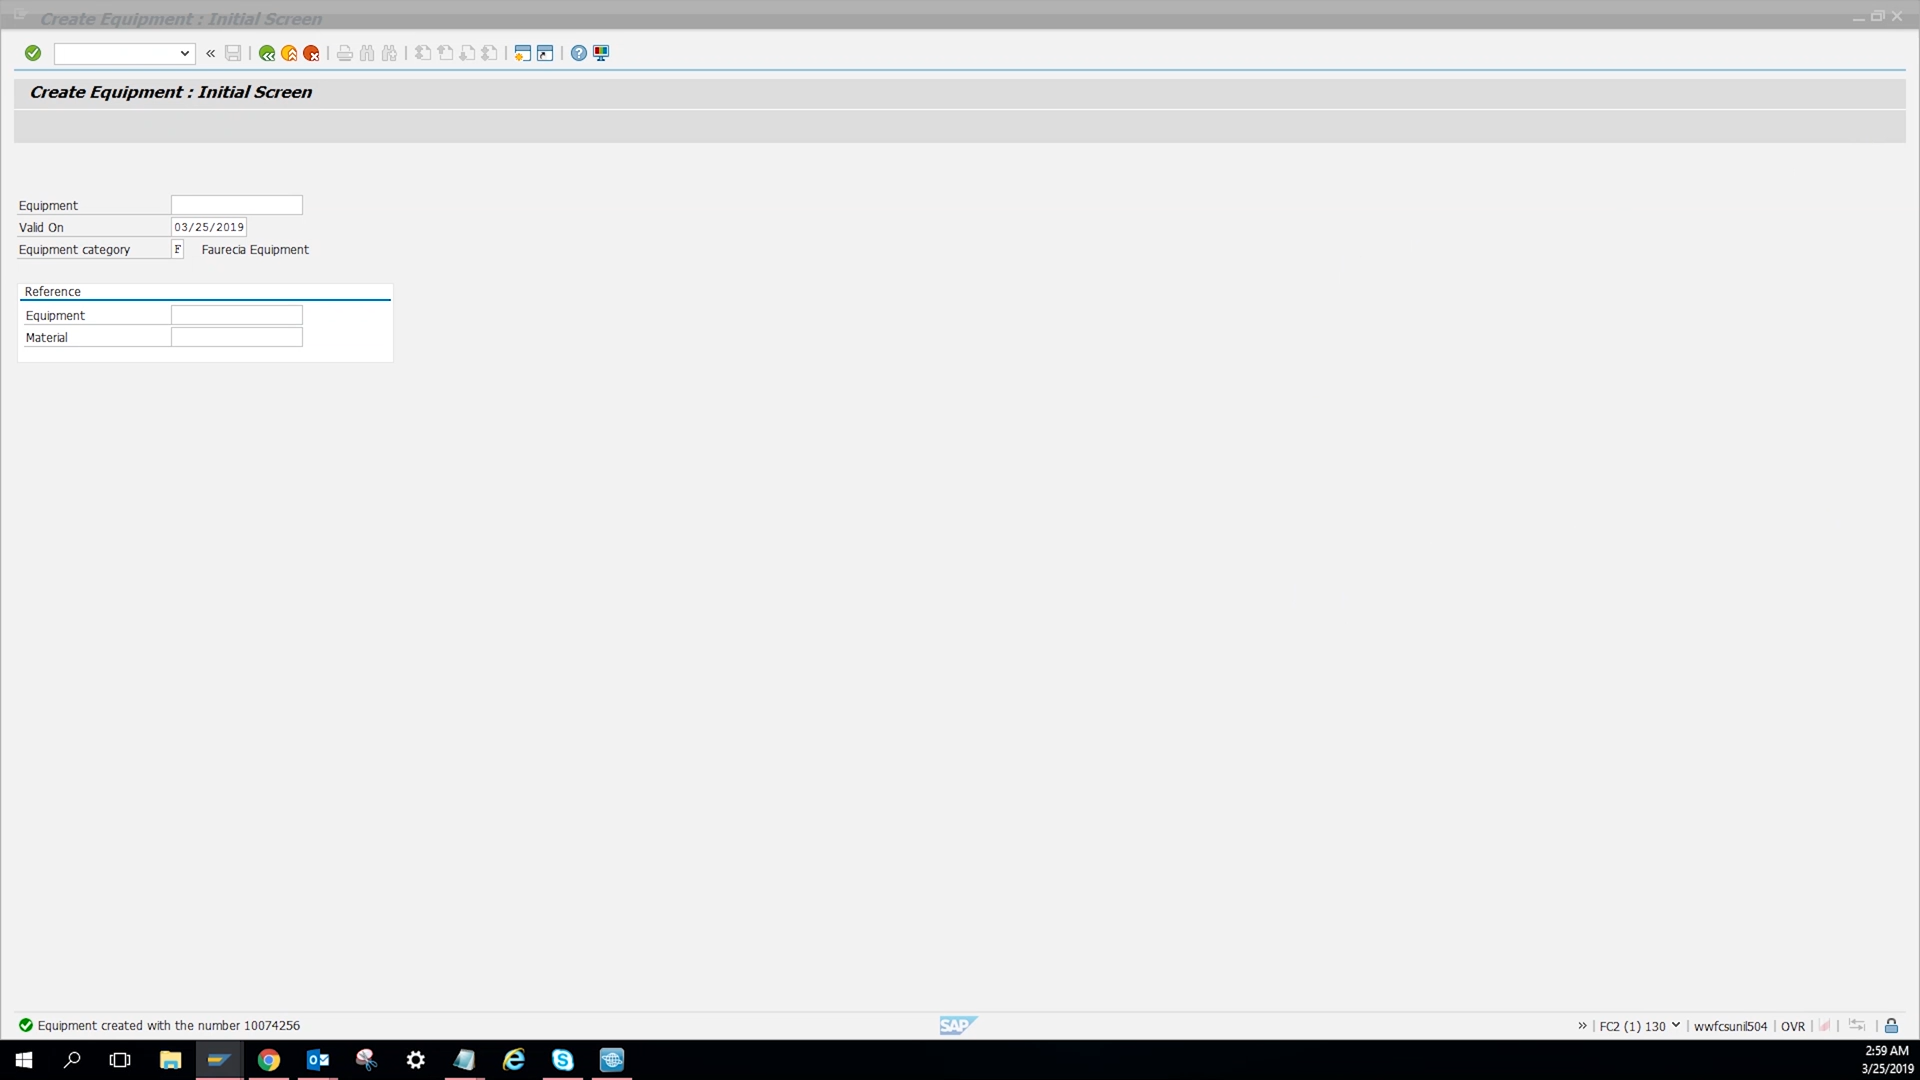 Create Equipment : Initial Screen
Create Equipment : Initial Screen
Equipment
Valid On 03/25/2019
Equipment category F Faurecia Equipment
Reference
Equipment
Material
Equipment created with the number 10074256
SAP
FC2 (1) 130 wwfcsunil504 OVR
2:59 AM
3/25/2019